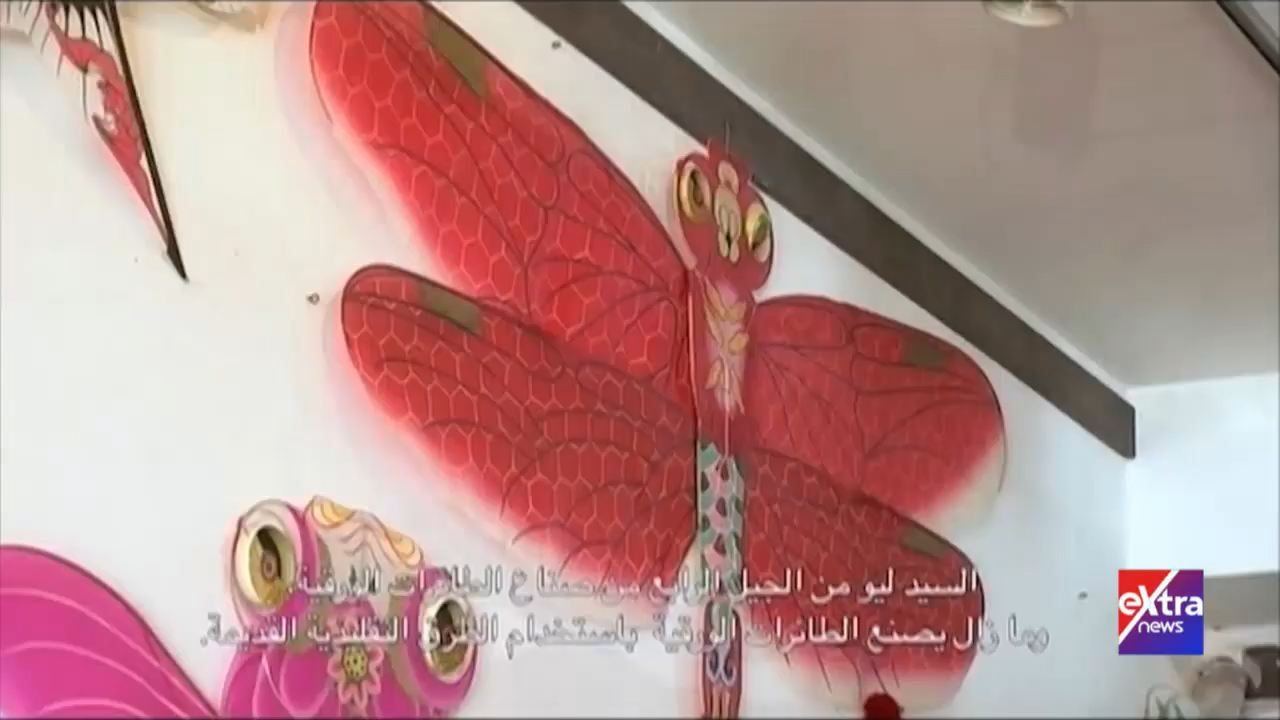 السيد ليو من الجيل الرابع من صناع الطائرات الورقية.
وما زال يصنع الطائرات الورقية باستخدام الطرق التقليدية القديمة.
eXtra
news